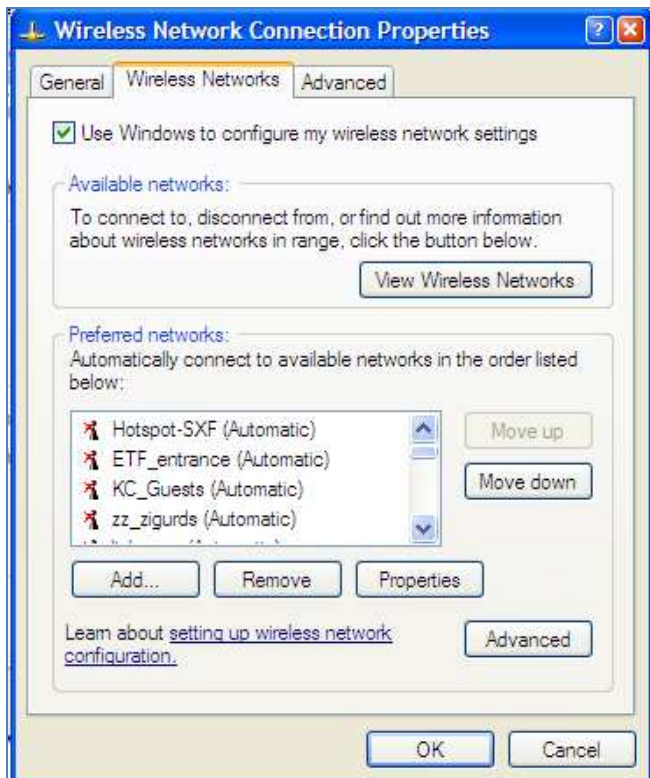 Wireless Network Connection Properties
General Wireless Networks Advanced
Use Windows to configure my wireless network settings
Available networks:
To connect to, disconnect from, or find out more information
about wireless networks in range, click the button below.
View Wireless Networks
Preferred networks:
Automatically connect to available networks in the order listed
below:
Hotspot-SXF (Automatic)
Move up
ETF_entrance (Automatic)
KC_Guests (Automatic)
Move down
zz_zigurds (Automatic)
Add... Remove Properties
Learn about setting up wireless network
configuration.
Advanced
OK Cancel